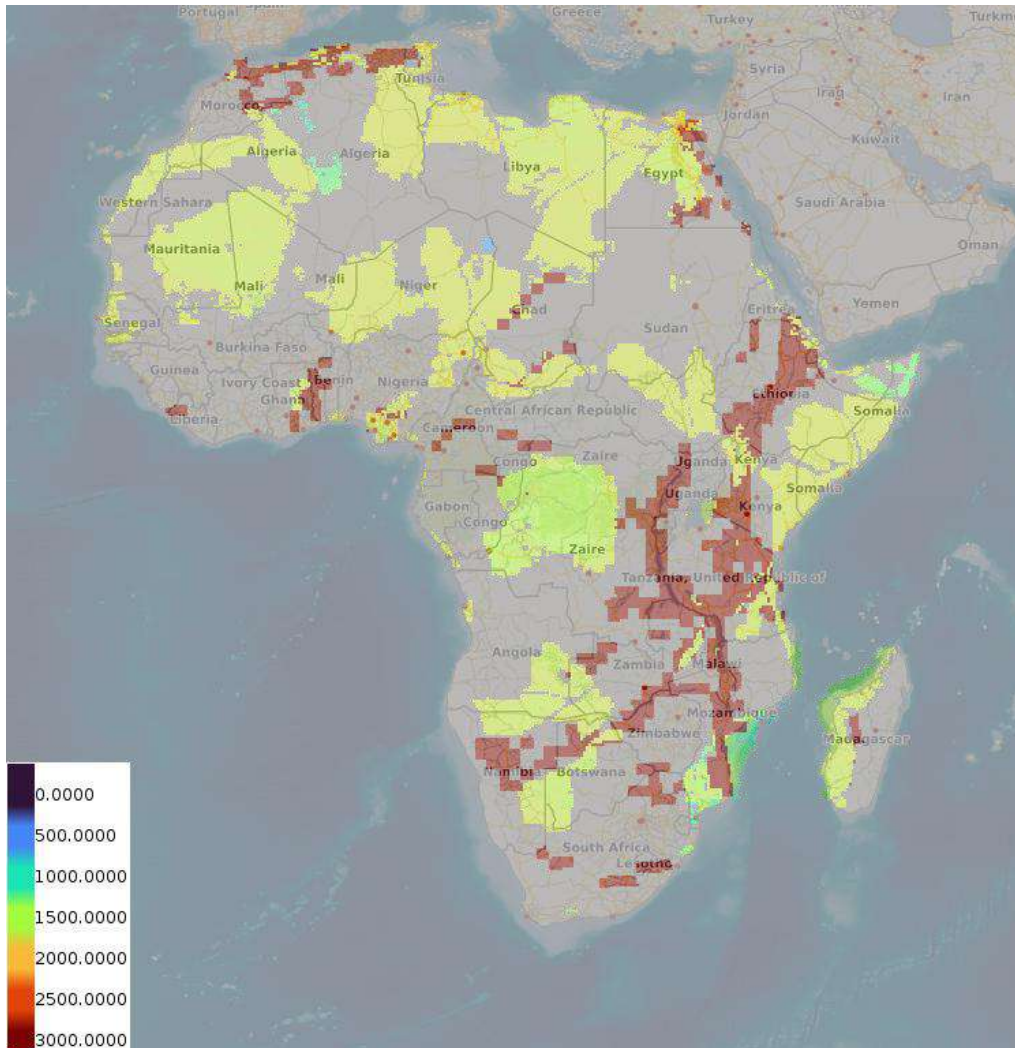 Portugal
Spain
Greece
Turkey
Turkm
Syria
Tunisia
Iraq
Iran
Morocco
Jordan
Kuwait
Algeria
Algeria
Libya
Egypt
Western Sahara
Saudi Arabia
Mauritania
Oman
Mali
Mali
Niger
Chad
Yemen
Senegal
Sudan
Eritrea
Burkina Faso
Guinea
Benin
Nigeria
Ivory Coast
Ghana
Ethiopia
Liberia
Central African Republic
Somalia
Cameroon
Congo
Zaire
Uganda
Kenya
Uganda
Somalia
Gabon
Kenya
Congo
Zaire
Tanzania, United Republic of
Angola
Zambia
Malawi
Mozambique
Zimbabwe
Madagascar
Namibia
Botswana
0.0000
500.0000
South Africa
Lesotho
1000.0000
1500.0000
2000.0000
2500.0000
3000.0000